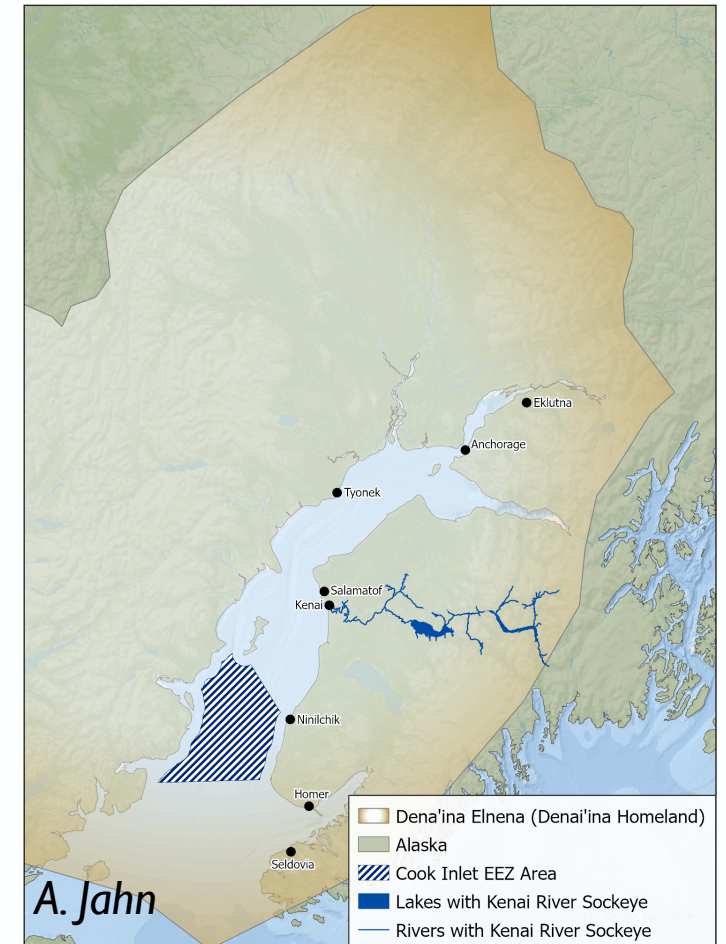 Eklutna
Anchorage
Tyonek
Salamatof
Kenai
Ninilchik
Homer
Seldovia
Dena'ina Elnena (Denai'ina Homeland)
Alaska
Cook Inlet EEZ Area
Lakes with Kenai River Sockeye
Rivers with Kenai River Sockeye
A. Jahn